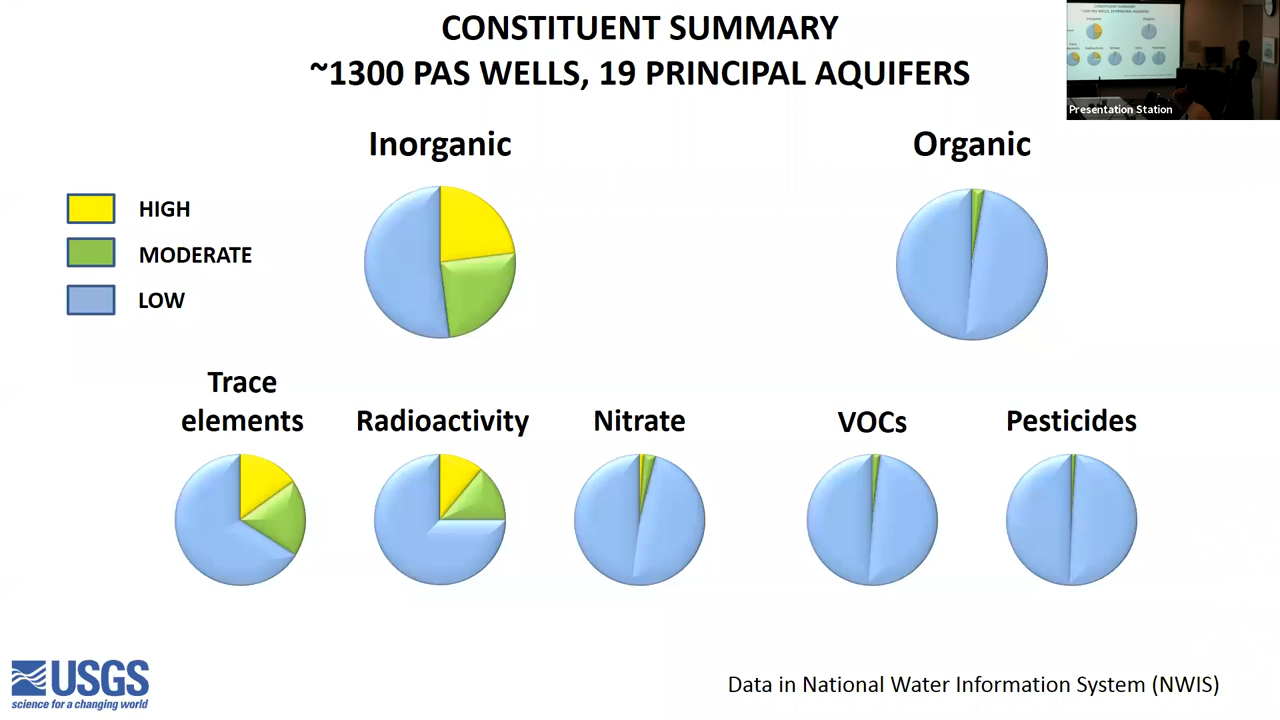 CONSTITUENT SUMMARY
~1300 PAS WELLS, 19 PRINCIPAL AQUIFERS
Presentation Station
Inorganic
Organic
HIGH
MODERATE
LOW
Trace
elements
Radioactivity
Nitrate
VOCs
Pesticides
USGS
science for a changing world
Data in National Water Information System (NWIS)